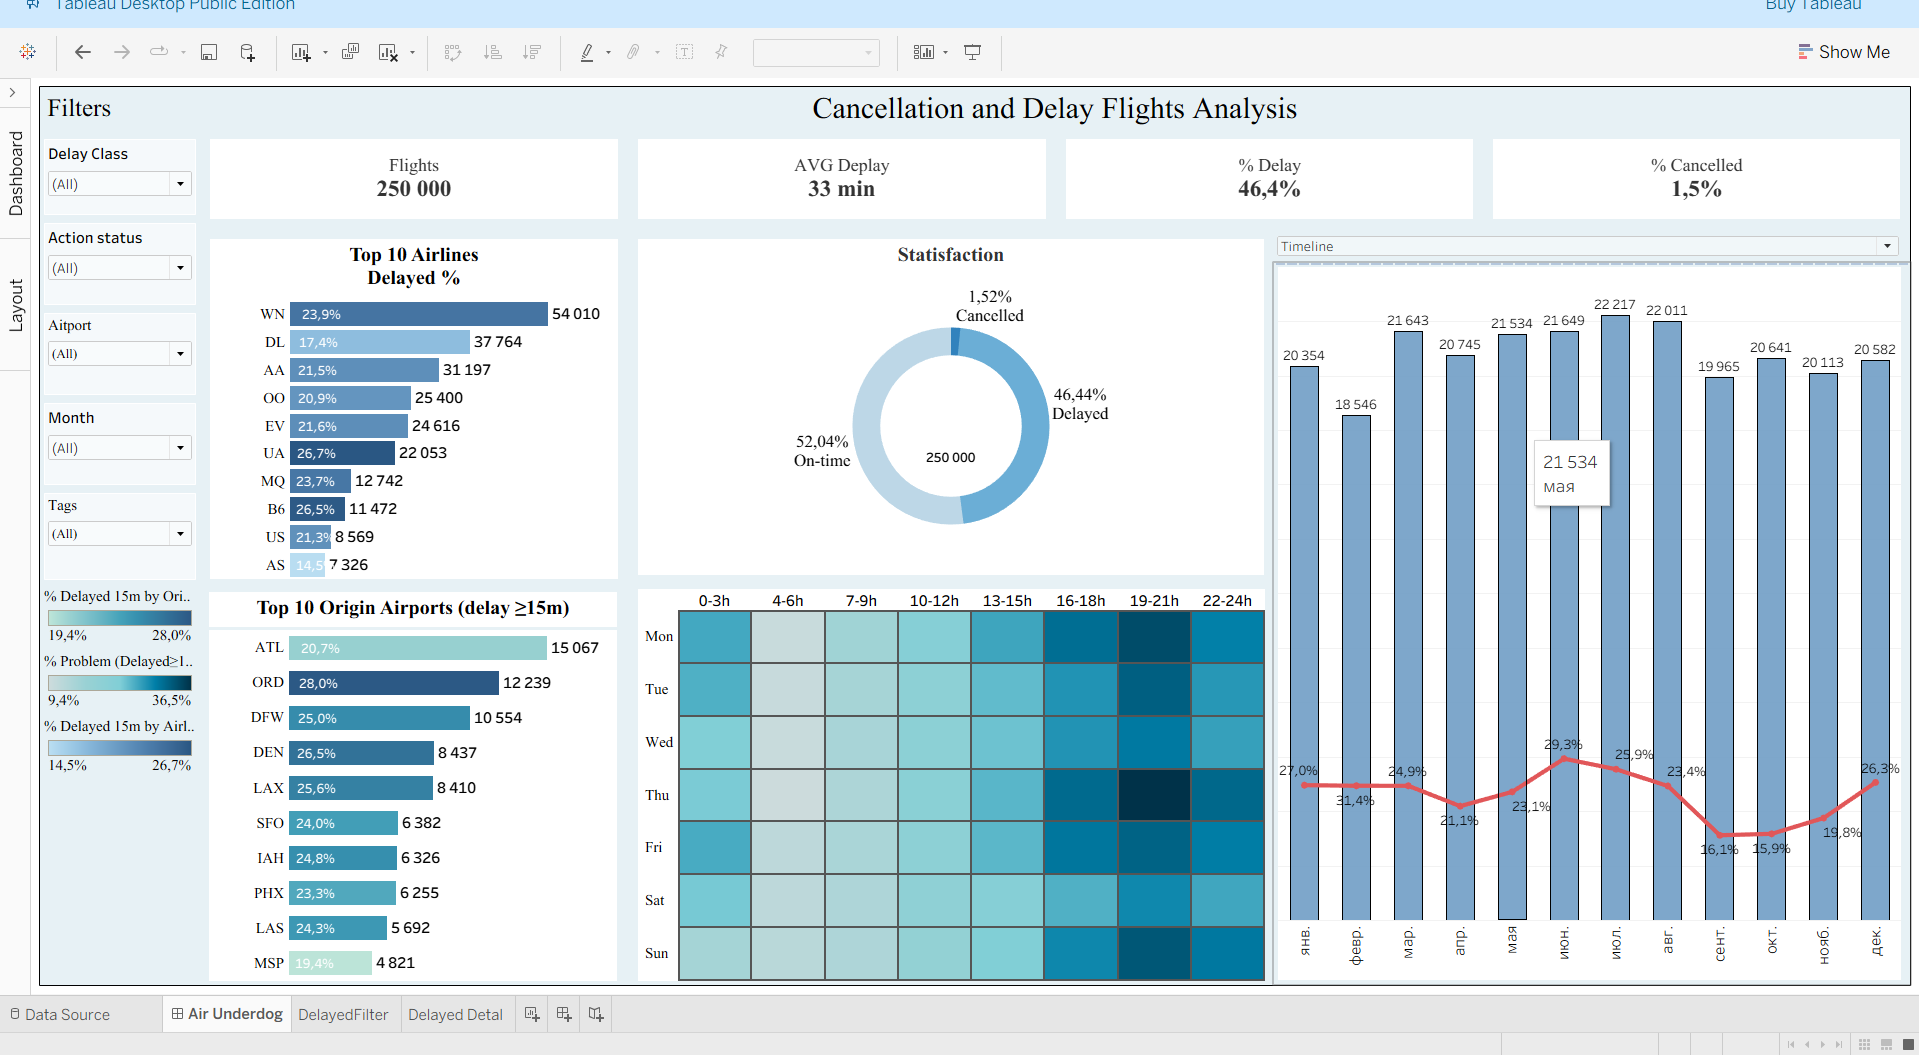 Tableau Desktop Public Edition
Buy Tableau
Show Me
Dashboard
Layout
Filters
Cancellation and Delay Flights Analysis
Delay Class
(All)
Action status
(All)
Aitport
(All)
Month
(All)
Tags
(All)
% Delayed 15m by Ori..
19,4% 28,0%
% Problem (Delayed≥1..
9,4% 36,5%
% Delayed 15m by Airl..
14,5% 26,7%
Flights
250 000
AVG Deplay
33 min
% Delay
46,4%
% Cancelled
1,5%
Top 10 Airlines
Delayed %
WN 23,9% 54 010
DL 17,4% 37 764
AA 21,5% 31 197
OO 20,9% 25 400
EV 21,6% 24 616
UA 26,7% 22 053
MQ 23,7% 12 742
B6 26,5% 11 472
US 21,3% 8 569
AS 14,5 7 326
Top 10 Origin Airports (delay ≥15m)
ATL 20,7% 15 067
ORD 28,0% 12 239
DFW 25,0% 10 554
DEN 26,5% 8 437
LAX 25,6% 8 410
SFO 24,0% 6 382
IAH 24,8% 6 326
PHX 23,3% 6 255
LAS 24,3% 5 692
MSP 19,4% 4 821
Statisfaction
1,52%
Cancelled
46,44%
Delayed
52,04%
On-time
250 000
0-3h 4-6h 7-9h 10-12h 13-15h 16-18h 19-21h 22-24h
Mon
Tue
Wed
Thu
Fri
Sat
Sun
Timeline
20 354 18 546 21 643 20 745 21 534 21 649 22 217 22 011 19 965 20 641 20 113 20 582
21 534
мая
27,0% 31,4% 24,9% 21,1% 23,1% 29,3% 25,9% 23,4% 16,1% 15,9% 19,8% 26,3%
янв. февр. мар. апр. мая июн. июл. авг. сент. окт. нояб. дек.
Data Source Air Underdog DelayedFilter Delayed Detal